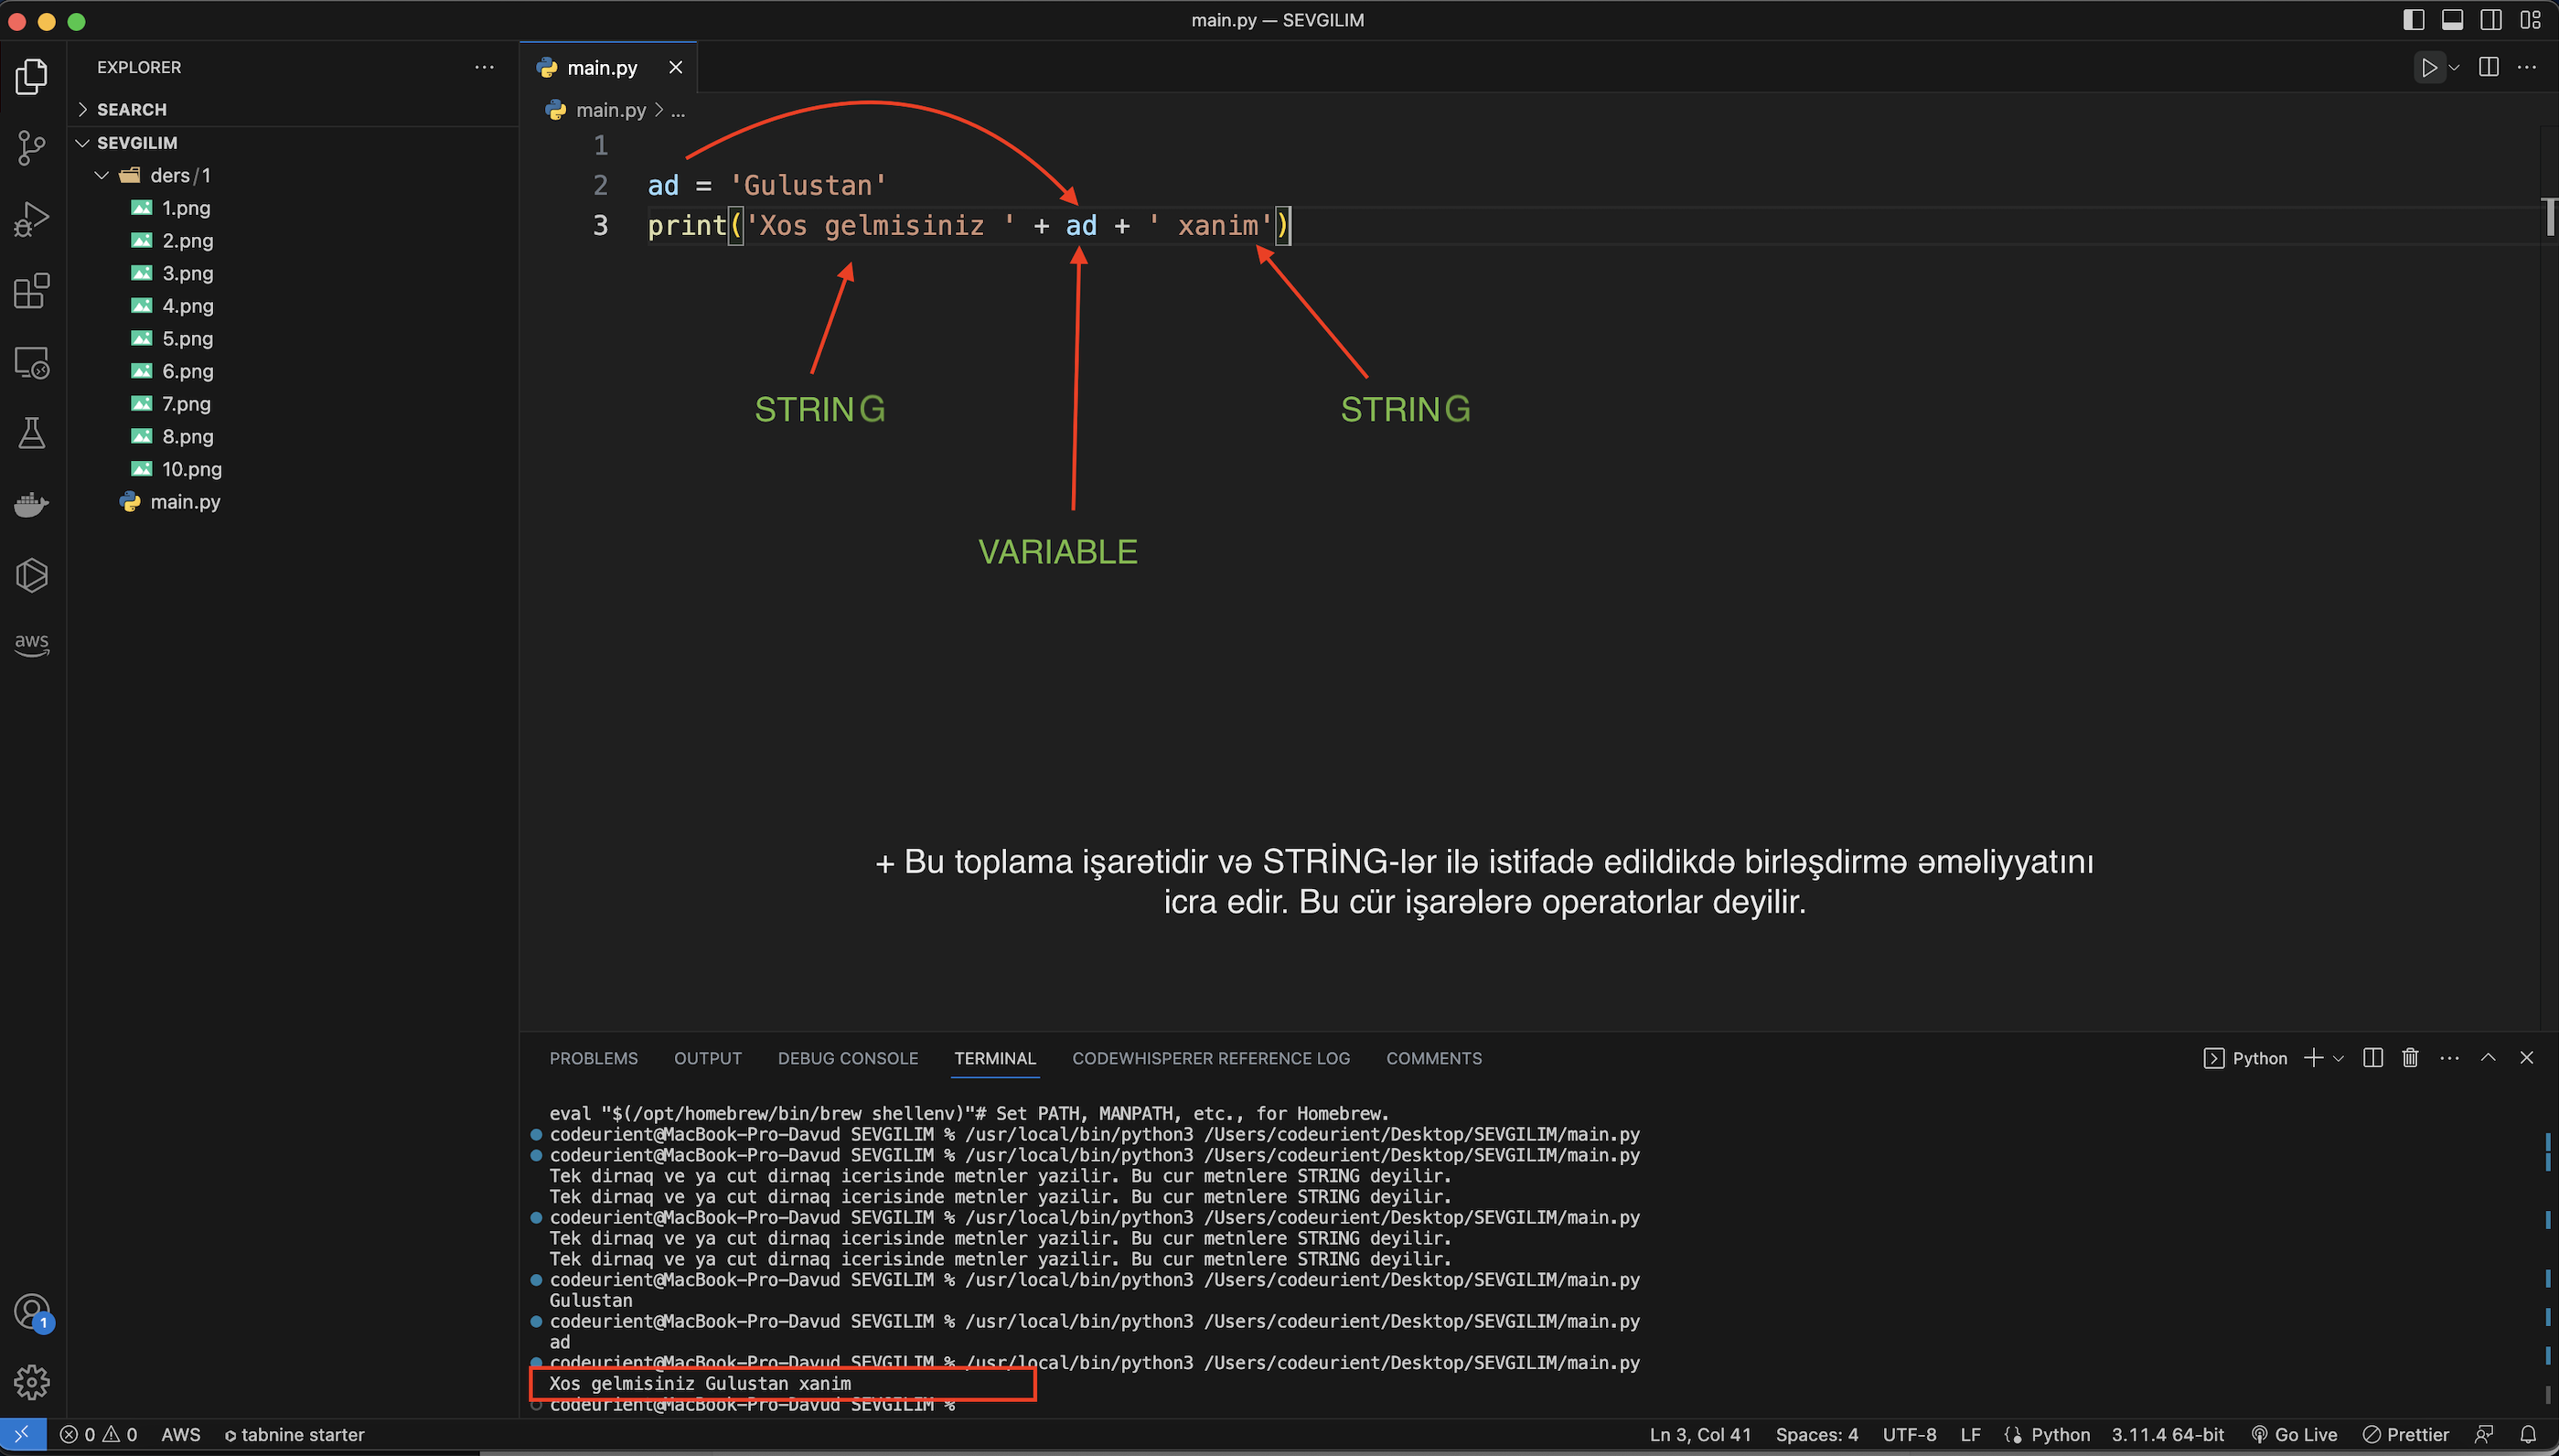 main.py — SEVGILIM
EXPLORER
SEARCH
SEVGILIM
ders/1
1.png
2.png
3.png
4.png
5.png
6.png
7.png
8.png
10.png
main.py
aws
1
main.py
main.py > ...
1
2 ad = 'Gulustan'
3 print('Xos gelmisiniz ' + ad + ' xanim')
STRING
STRING
VARIABLE
+ Bu toplama işarətidir və STRİNG-lər ilə istifadə edildikdə birləşdirmə əməliyyatını
icra edir. Bu cür işarələrə operatorlar deyilir.
PROBLEMS OUTPUT DEBUG CONSOLE TERMINAL CODEWHISPERER REFERENCE LOG COMMENTS
Python
eval "$(/opt/homebrew/bin/brew shellenv)"# Set PATH, MANPATH, etc., for Homebrew.
codeurient@MacBook-Pro-Davud SEVGILIM % /usr/local/bin/python3 /Users/codeurient/Desktop/SEVGILIM/main.py
codeurient@MacBook-Pro-Davud SEVGILIM % /usr/local/bin/python3 /Users/codeurient/Desktop/SEVGILIM/main.py
Tek dirnaq ve ya cut dirnaq icerisinde metnler yazilir. Bu cur metnlere STRING deyilir.
Tek dirnaq ve ya cut dirnaq icerisinde metnler yazilir. Bu cur metnlere STRING deyilir.
codeurient@MacBook-Pro-Davud SEVGILIM % /usr/local/bin/python3 /Users/codeurient/Desktop/SEVGILIM/main.py
Tek dirnaq ve ya cut dirnaq icerisinde metnler yazilir. Bu cur metnlere STRING deyilir.
Tek dirnaq ve ya cut dirnaq icerisinde metnler yazilir. Bu cur metnlere STRING deyilir.
codeurient@MacBook-Pro-Davud SEVGILIM % /usr/local/bin/python3 /Users/codeurient/Desktop/SEVGILIM/main.py
Gulustan
codeurient@MacBook-Pro-Davud SEVGILIM % /usr/local/bin/python3 /Users/codeurient/Desktop/SEVGILIM/main.py
ad
codeurient@MacBook-Pro-Davud SEVGILIM % /usr/local/bin/python3 /Users/codeurient/Desktop/SEVGILIM/main.py
Xos gelmisiniz Gulustan xanim
codeurient@MacBook-Pro-Davud SEVGILIM %
0 0 AWS tabnine starter
Ln 3, Col 41 Spaces: 4 UTF-8 LF Python 3.11.4 64-bit Go Live Prettier